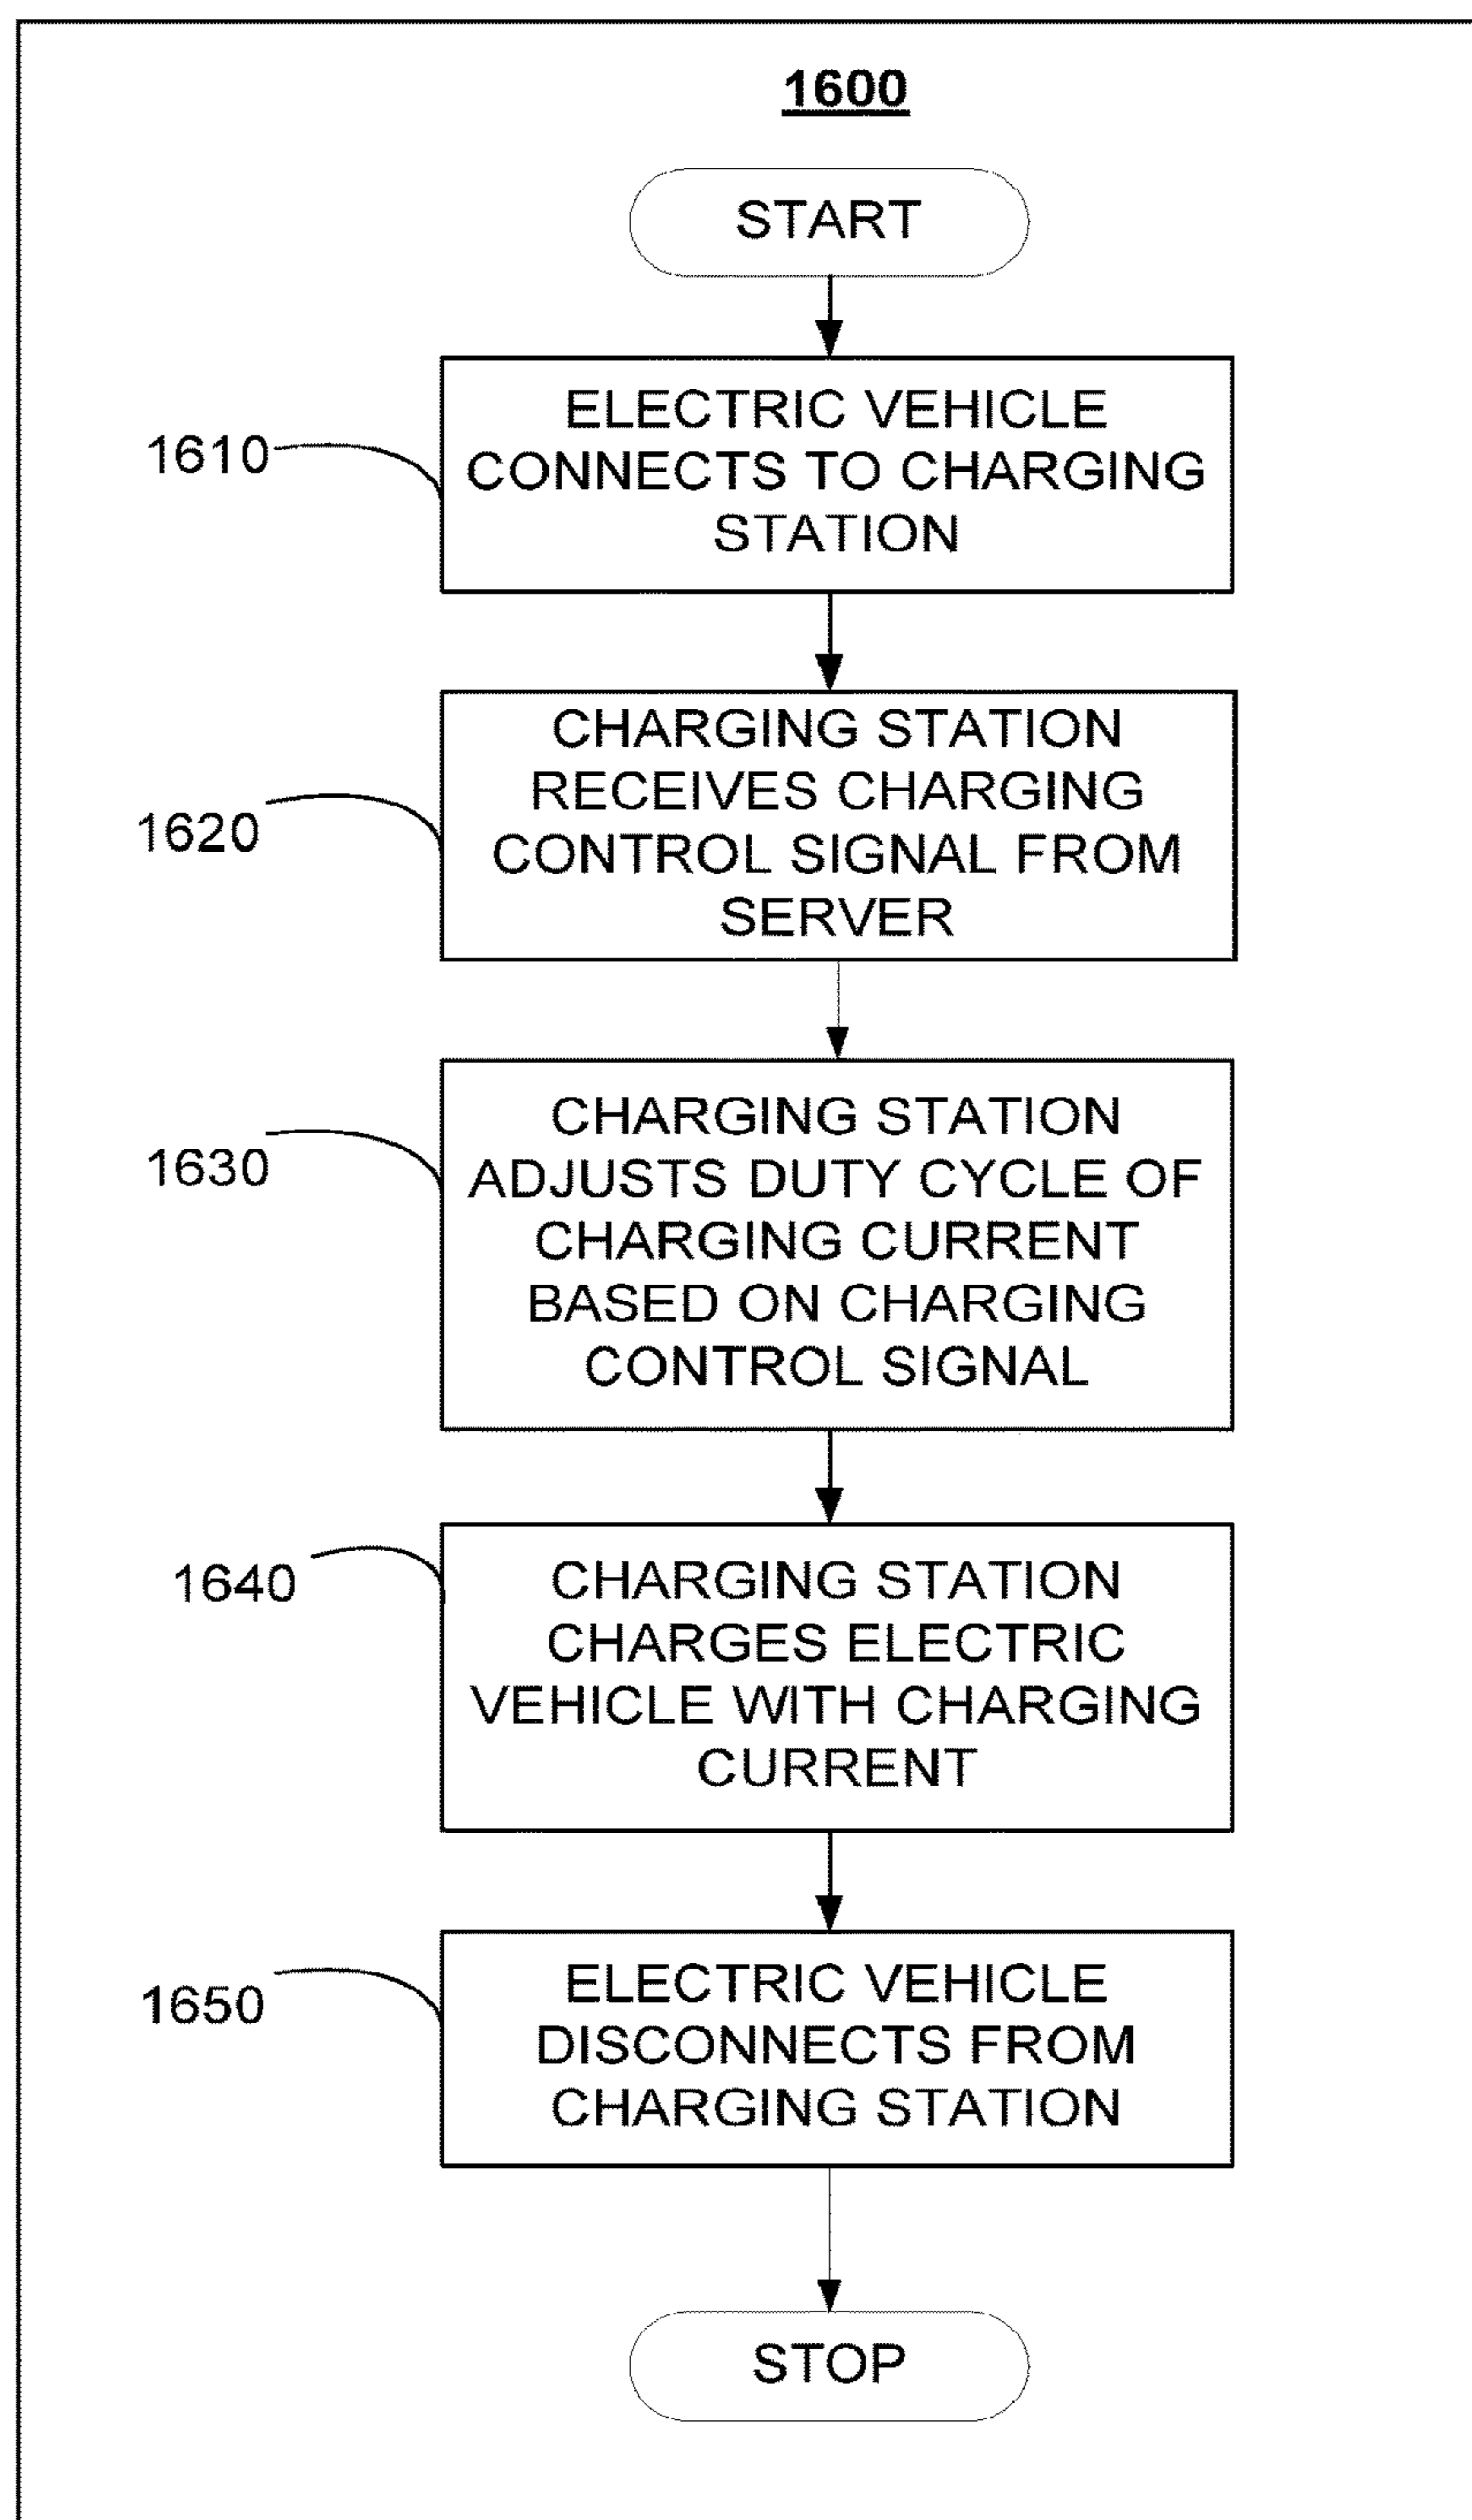 1600
START
1610
ELECTRIC VEHICLE
CONNECTS TO CHARGING
STATION
1620
CHARGING STATION
RECEIVES CHARGING
CONTROL SIGNAL FROM
SERVER
1630
CHARGING STATION
ADJUSTS DUTY CYCLE OF
CHARGING CURRENT
BASED ON CHARGING
CONTROL SIGNAL
1640
CHARGING STATION
CHARGES ELECTRIC
VEHICLE WITH CHARGING
CURRENT
1650
ELECTRIC VEHICLE
DISCONNECTS FROM
CHARGING STATION
STOP